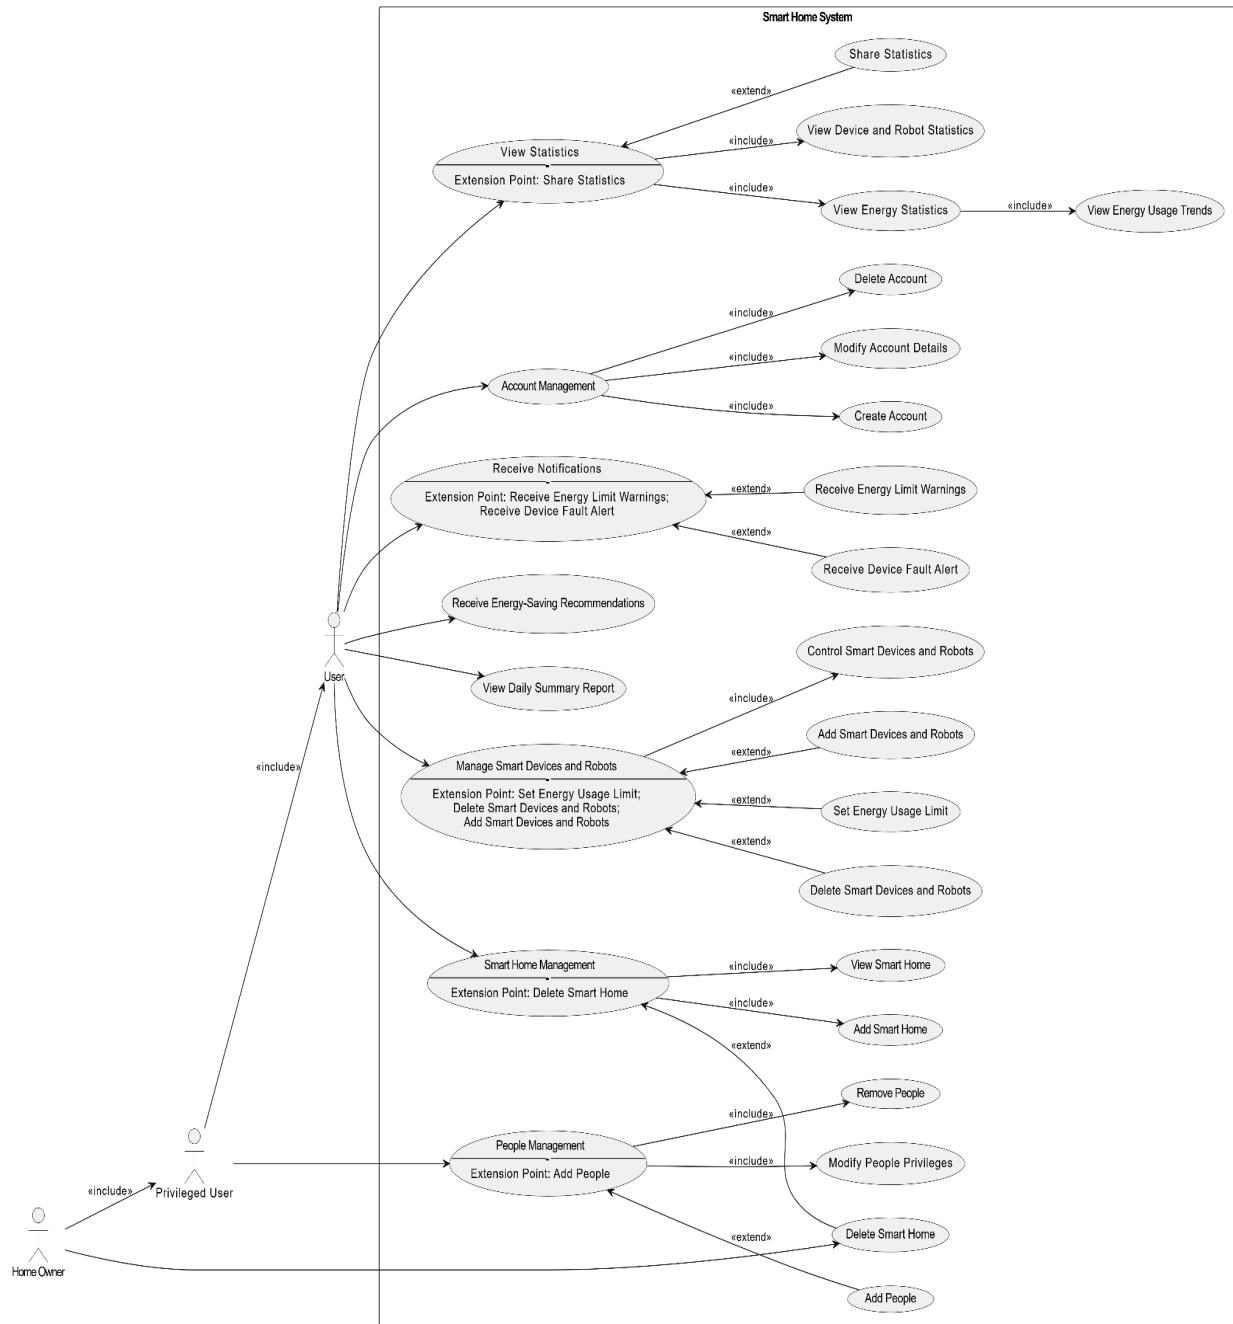 Smart Home System
Share Statistics
«extend»
View Device and Robot Statistics
«include»
View Statistics
Extension Point: Share Statistics
«include»
View Energy Statistics
«include»
View Energy Usage Trends
Delete Account
«include»
Modify Account Details
«include»
Account Management
«include»
Create Account
Receive Notifications
Extension Point: Receive Energy Limit Warnings;
Receive Device Fault Alert
«extend»
Receive Energy Limit Warnings
«extend»
Receive Device Fault Alert
Receive Energy-Saving Recommendations
User
View Daily Summary Report
Control Smart Devices and Robots
«include»
Add Smart Devices and Robots
«extend»
«include»
Manage Smart Devices and Robots
Extension Point: Set Energy Usage Limit;
Delete Smart Devices and Robots;
Add Smart Devices and Robots
«extend»
Set Energy Usage Limit
«extend»
Delete Smart Devices and Robots
Smart Home Management
Extension Point: Delete Smart Home
«include»
View Smart Home
«include»
Add Smart Home
«extend»
Remove People
«include»
People Management
Extension Point: Add People
«include»
Modify People Privileges
Privileged User
«include»
Home Owner
Delete Smart Home
«extend»
Add People